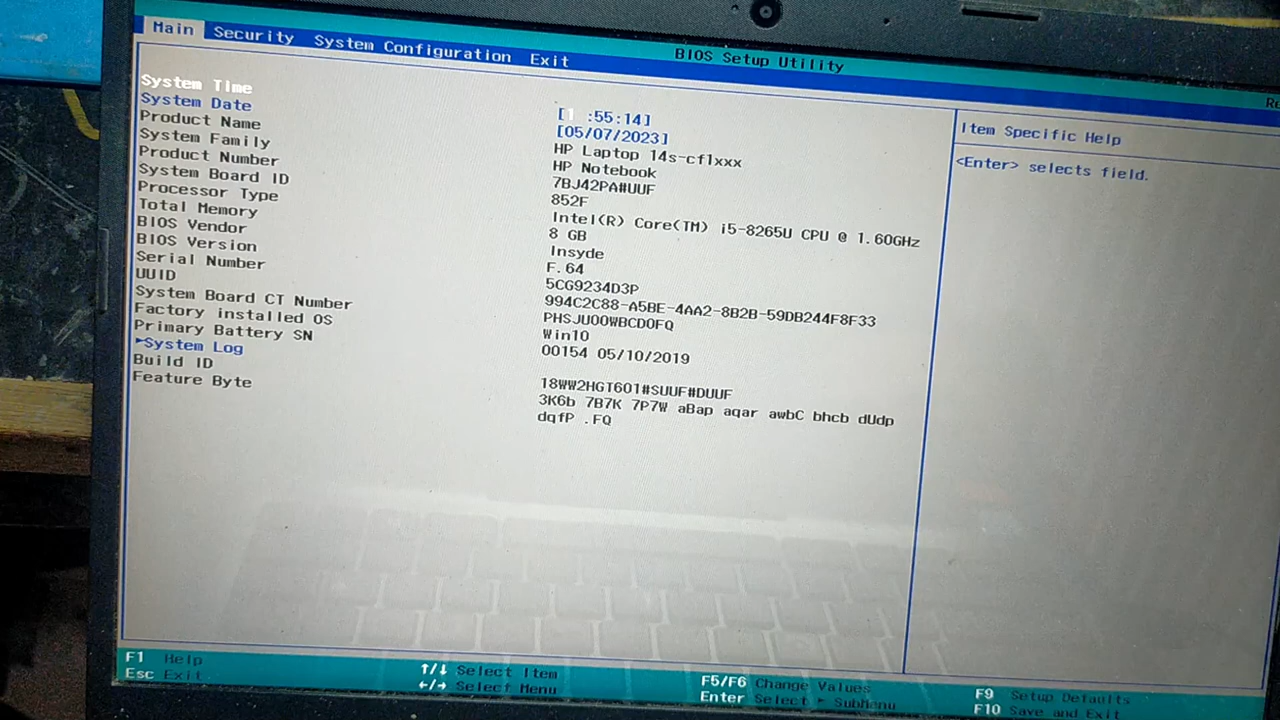 Main Security System Configuration Exit
BIOS Setup Utility
System Time [ :55:14]
System Date [05/07/2023]
Product Name HP Laptop 14s-cf1xxx
System Family HP Notebook
Product Number 7BJ42PA#UUF
System Board ID 852F
Processor Type Intel(R) Core(TM) i5-8265U CPU @ 1.60GHz
Total Memory 8 GB
BIOS Vendor Insyde
BIOS Version F.64
Serial Number 5CG9234D3P
UUID 994C2C88-A5BE-4AA2-8B2B-59DB244F8F33
System Board CT Number PHSJU00WBCD0FQ
Factory installed OS Win10
Primary Battery SN 00154 05/10/2019
►System Log
Build ID 18WW2HGT601#SUUF#DUUF
Feature Byte 3K6b 7B7K 7P7W aBap aqar awbC bhcb dUdp
dqfP .FQ
Item Specific Help
<Enter> selects field.
F1 Help ↑/↓ Select Item F5/F6 Change Values F9 Setup Defaults
Esc Exit ←/→ Select Menu Enter Select ► SubMenu F10 Save and Exit